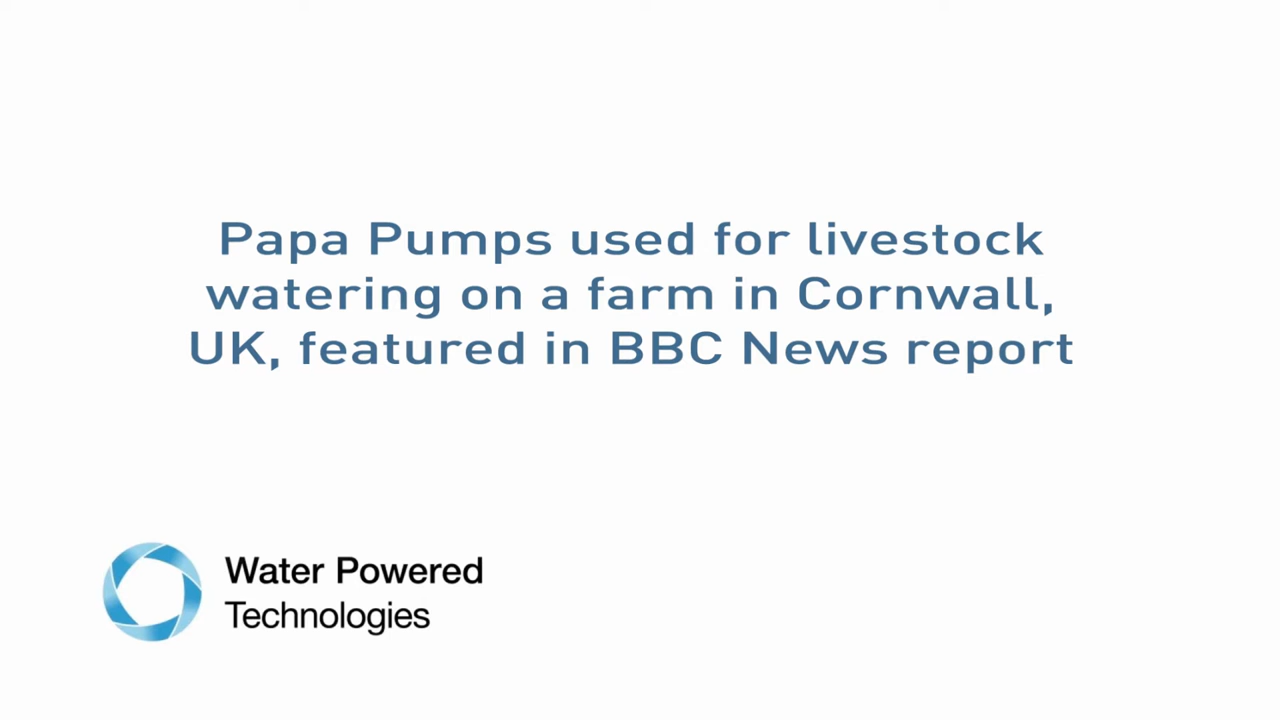 Papa Pumps used for livestock
watering on a farm in Cornwall,
UK, featured in BBC News report
Water Powered
Technologies